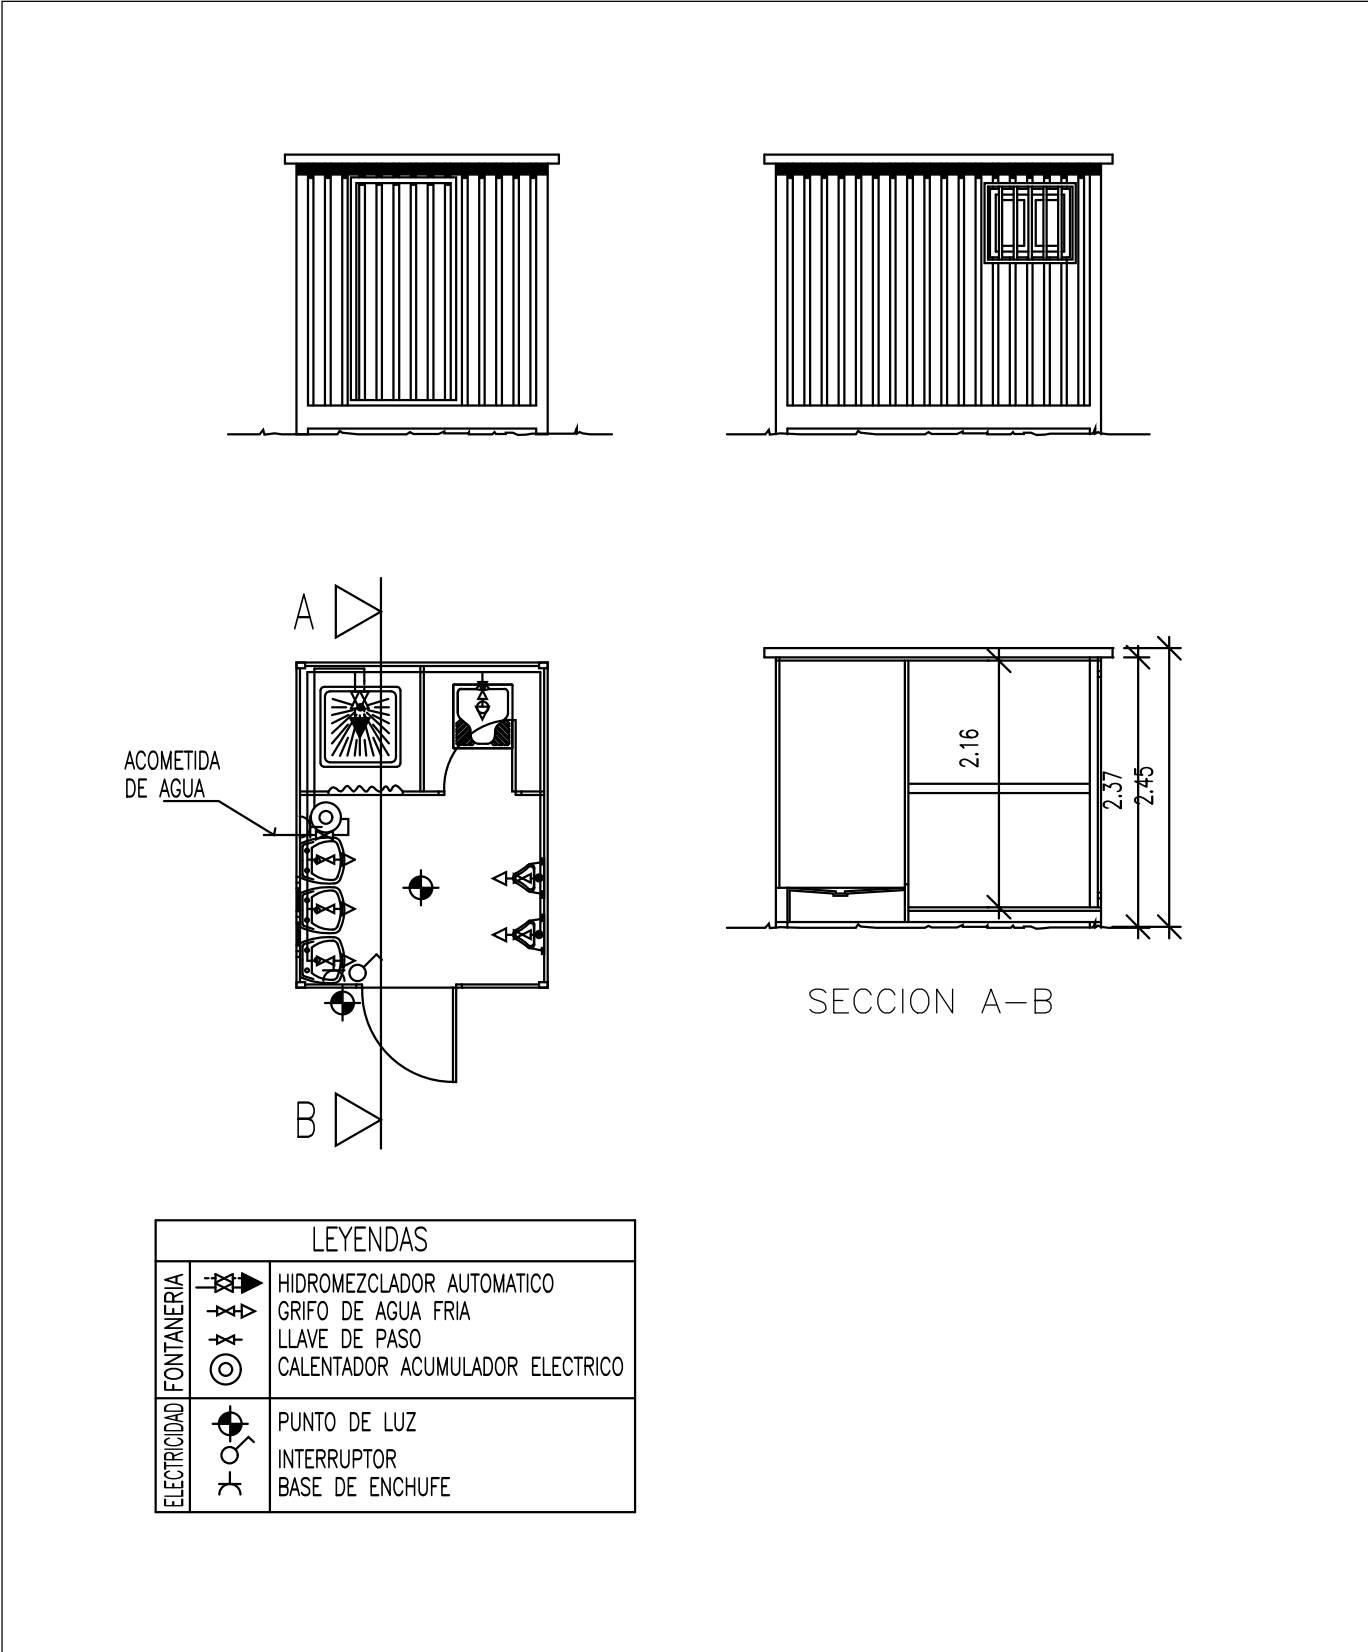 A
ACOMETIDA
DE AGUA
B
2.16
2.37
2.45
SECCION A-B
LEYENDAS
FONTANERIA
HIDROMEZCLADOR AUTOMATICO
GRIFO DE AGUA FRIA
LLAVE DE PASO
CALENTADOR ACUMULADOR ELECTRICO
ELECTRICIDAD
PUNTO DE LUZ
INTERRUPTOR
BASE DE ENCHUFE